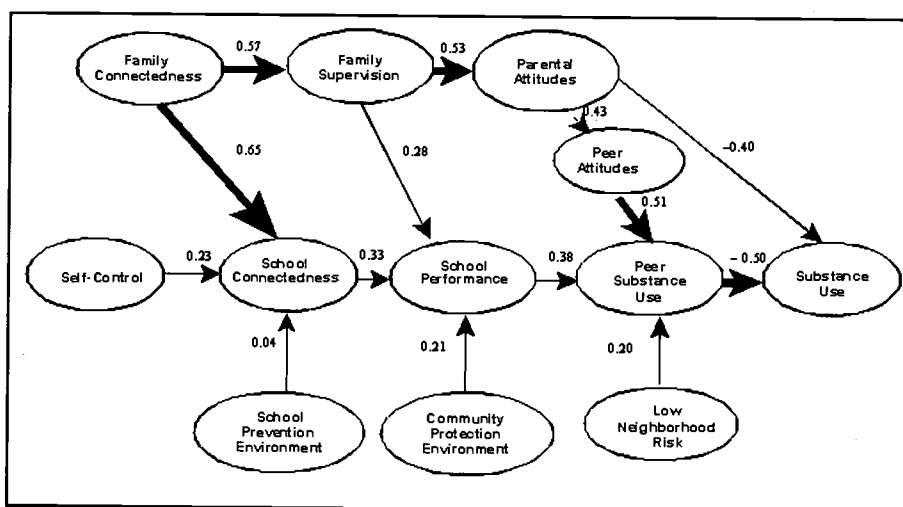 0.57
0.53
Family
Connectedness
Family
Supervision
Parental
Attitudes
0.43
0.65
0.28
Peer
Attitudes
-0.40
0.51
Self-Control
0.23
School
Connectedness
0.33
School
Performance
0.38
Peer
Substance
Use
-0.50
Substance
Use
0.04
0.21
0.20
School
Prevention
Environment
Community
Protection
Environment
Low
Neighborhood
Risk